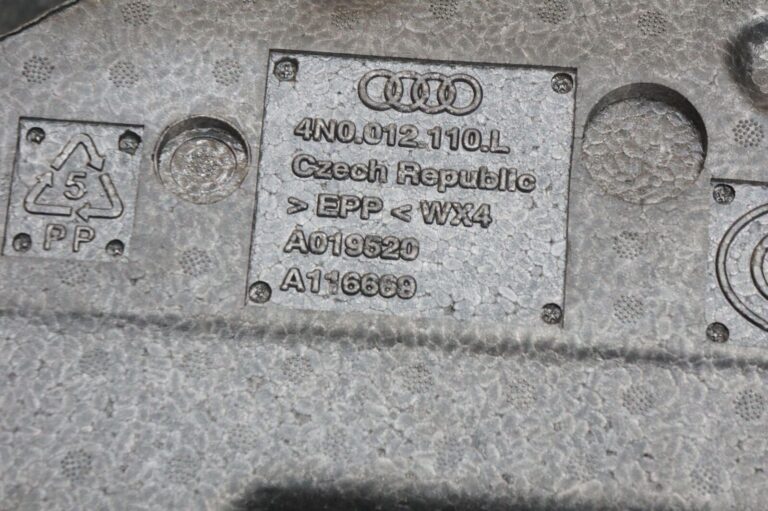 4N0.012 110.L
Czech Republic
> EPP < WX4
A019520
A116669
5
PP